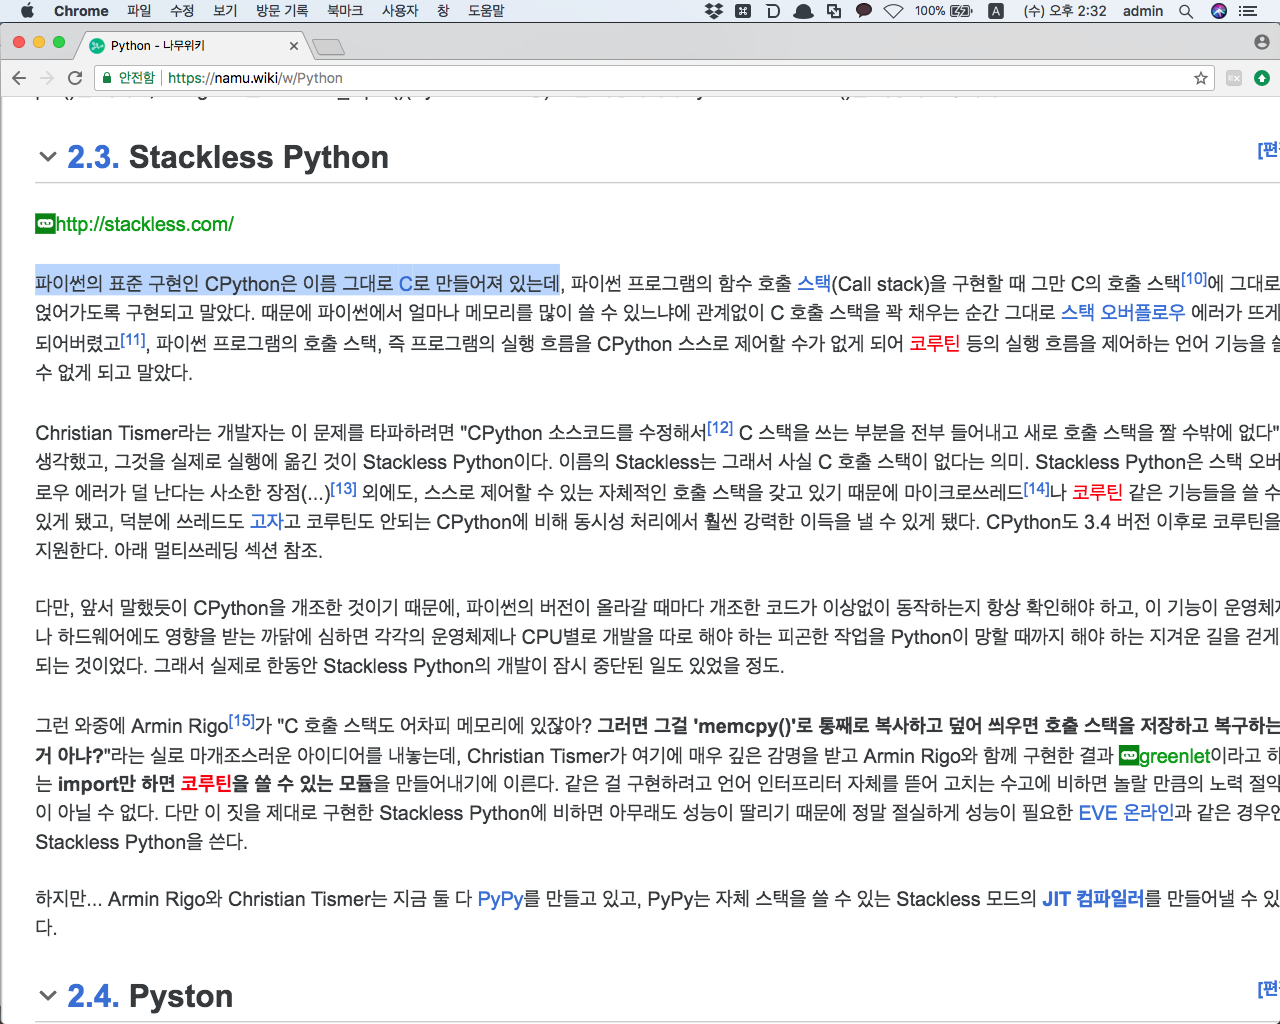 Chrome 파일 수정 보기 방문 기록 북마크 사용자 창 도움말 100% A (수) 오후 2:32 admin
Python - 나무위키
안전함 https://namu.wiki/w/Python
2.3. Stackless Python [편
http://stackless.com/
파이썬의 표준 구현인 CPython은 이름 그대로 C로 만들어져 있는데, 파이썬 프로그램의 함수 호출 스택(Call stack)을 구현할 때 그만 C의 호출 스택[10]에 그대로
얹어가도록 구현되고 말았다. 때문에 파이썬에서 얼마나 메모리를 많이 쓸 수 있느냐에 관계없이 C 호출 스택을 꽉 채우는 순간 그대로 스택 오버플로우 에러가 뜨게
되어버렸고[11], 파이썬 프로그램의 호출 스택, 즉 프로그램의 실행 흐름을 CPython 스스로 제어할 수가 없게 되어 코루틴 등의 실행 흐름을 제어하는 언어 기능을 쓸
수 없게 되고 말았다.
Christian Tismer라는 개발자는 이 문제를 타파하려면 "CPython 소스코드를 수정해서[12] C 스택을 쓰는 부분을 전부 들어내고 새로 호출 스택을 짤 수밖에 없다"
생각했고, 그것을 실제로 실행에 옮긴 것이 Stackless Python이다. 이름의 Stackless는 그래서 사실 C 호출 스택이 없다는 의미. Stackless Python은 스택 오버
로우 에러가 덜 난다는 사소한 장점(...)[13] 외에도, 스스로 제어할 수 있는 자체적인 호출 스택을 갖고 있기 때문에 마이크로쓰레드[14]나 코루틴 같은 기능들을 쓸 수
있게 됐고, 덕분에 쓰레드도 고자고 코루틴도 안되는 CPython에 비해 동시성 처리에서 훨씬 강력한 이득을 낼 수 있게 됐다. CPython도 3.4 버전 이후로 코루틴을
지원한다. 아래 멀티쓰레딩 섹션 참조.
다만, 앞서 말했듯이 CPython을 개조한 것이기 때문에, 파이썬의 버전이 올라갈 때마다 개조한 코드가 이상없이 동작하는지 항상 확인해야 하고, 이 기능이 운영체제
나 하드웨어에도 영향을 받는 까닭에 심하면 각각의 운영체제나 CPU별로 개발을 따로 해야 하는 피곤한 작업을 Python이 망할 때까지 해야 하는 지겨운 길을 걷게
되는 것이었다. 그래서 실제로 한동안 Stackless Python의 개발이 잠시 중단된 일도 있었을 정도.
그런 와중에 Armin Rigo[15]가 "C 호출 스택도 어차피 메모리에 있잖아? 그러면 그걸 'memcpy()'로 통째로 복사하고 덮어 씌우면 호출 스택을 저장하고 복구하는
거 아냐?"라는 실로 마개조스러운 아이디어를 내놓는데, Christian Tismer가 여기에 매우 깊은 감명을 받고 Armin Rigo와 함께 구현한 결과 greenlet이라고 하
는 import만 하면 코루틴을 쓸 수 있는 모듈을 만들어내기에 이른다. 같은 걸 구현하려고 언어 인터프리터 자체를 뜯어 고치는 수고에 비하면 놀랄 만큼의 노력 절약
이 아닐 수 없다. 다만 이 짓을 제대로 구현한 Stackless Python에 비하면 아무래도 성능이 딸리기 때문에 정말 절실하게 성능이 필요한 EVE 온라인과 같은 경우엔
Stackless Python을 쓴다.
하지만... Armin Rigo와 Christian Tismer는 지금 둘 다 PyPy를 만들고 있고, PyPy는 자체 스택을 쓸 수 있는 Stackless 모드의 JIT 컴파일러를 만들어낼 수 있
다.
2.4. Pyston [편